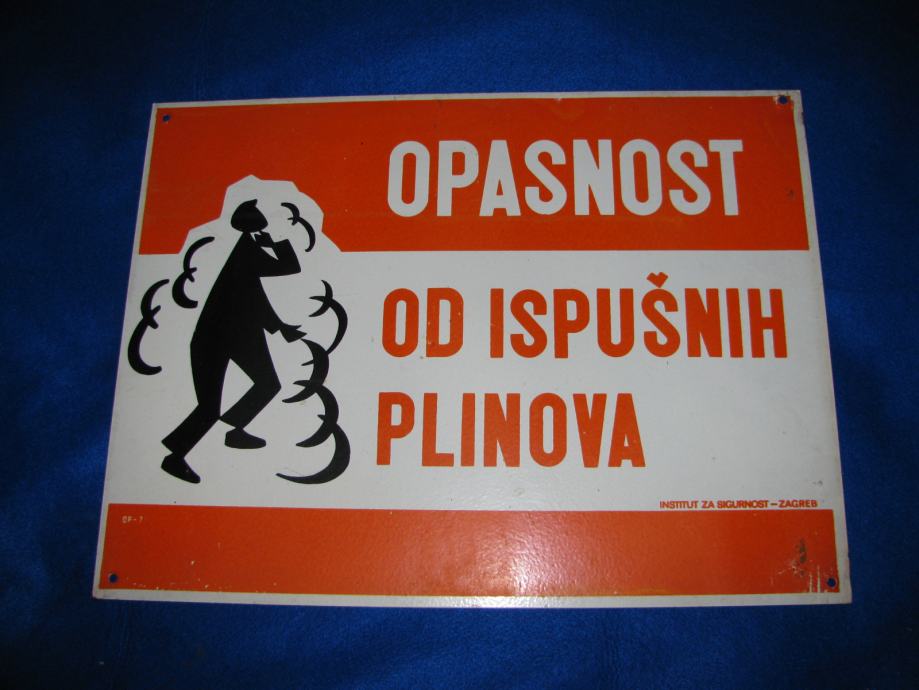 OPASNOST
OD ISPUŠNIH
PLINOVA
INSTITUT ZA SIGURNOST – ZAGREB